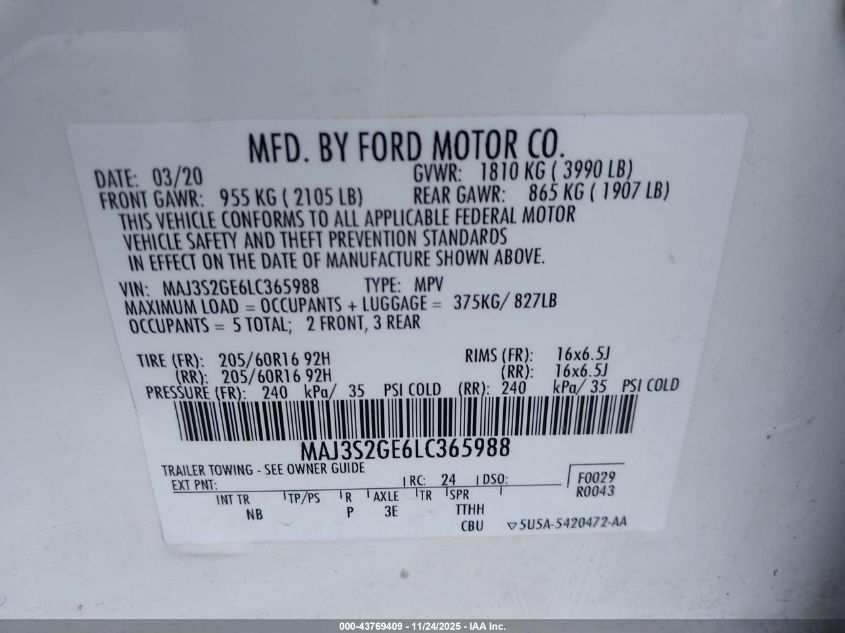 MFD. BY FORD MOTOR CO.
DATE: 03/20 GVWR: 1810 KG ( 3990 LB)
FRONT GAWR: 955 KG ( 2105 LB) REAR GAWR: 865 KG ( 1907 LB)
THIS VEHICLE CONFORMS TO ALL APPLICABLE FEDERAL MOTOR
VEHICLE SAFETY AND THEFT PREVENTION STANDARDS
IN EFFECT ON THE DATE OF MANUFACTURE SHOWN ABOVE.
VIN: MAJ3S2GE6LC365988 TYPE: MPV
MAXIMUM LOAD = OCCUPANTS + LUGGAGE = 375KG/ 827LB
OCCUPANTS = 5 TOTAL; 2 FRONT, 3 REAR
TIRE (FR): 205/60R16 92H RIMS (FR): 16x6.5J
(RR): 205/60R16 92H (RR): 16x6.5J
PRESSURE (FR): 240 kPa/ 35 PSI COLD (RR): 240 kPa/ 35 PSI COLD
MAJ3S2GE6LC365988
TRAILER TOWING - SEE OWNER GUIDE
EXT PNT: RC: 24 DSO: F0029
R0043
INT TR TP/PS R AXLE TR SPR
NB P 3E TTHH
CBU ▽5U5A-5420472-AA
000-43769409 - 11/24/2025 - IAA Inc.